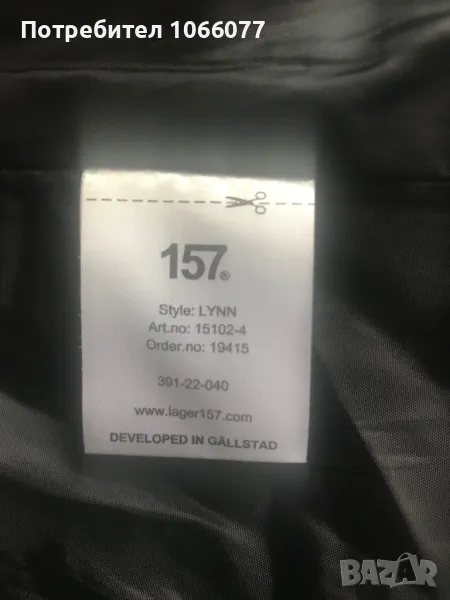 Потребител 1066077
157®
Style: LYNN
Art.no: 15102-4
Order.no: 19415
391-22-040
www.lager157.com
DEVELOPED IN GÄLLSTAD
BAZAR